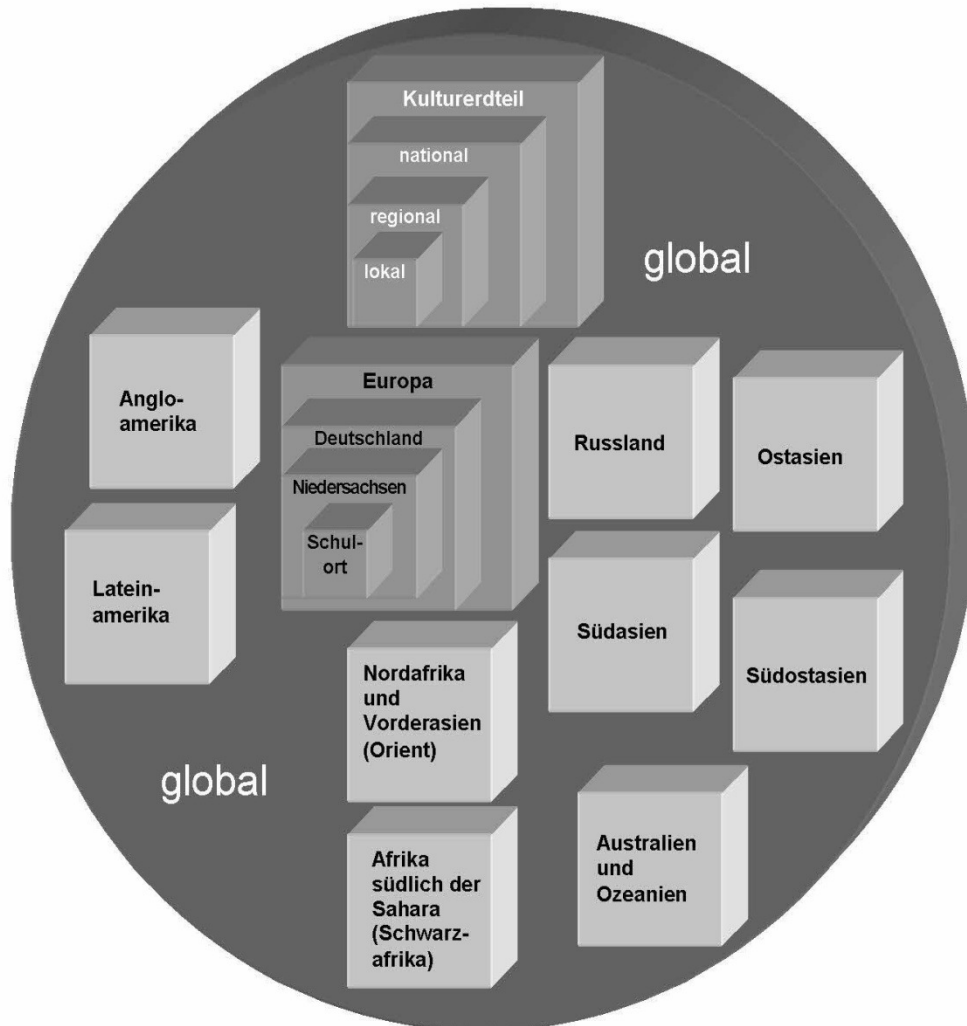 Kulturerdteil
national
regional
lokal
global
Anglo-
amerika
Europa
Deutschland
Niedersachsen
Schul-
ort
Russland
Ostasien
Latein-
amerika
Südasien
Südostasien
Nordafrika
und
Vorderasien
(Orient)
global
Afrika
südlich der
Sahara
(Schwarz-
afrika)
Australien
und
Ozeanien